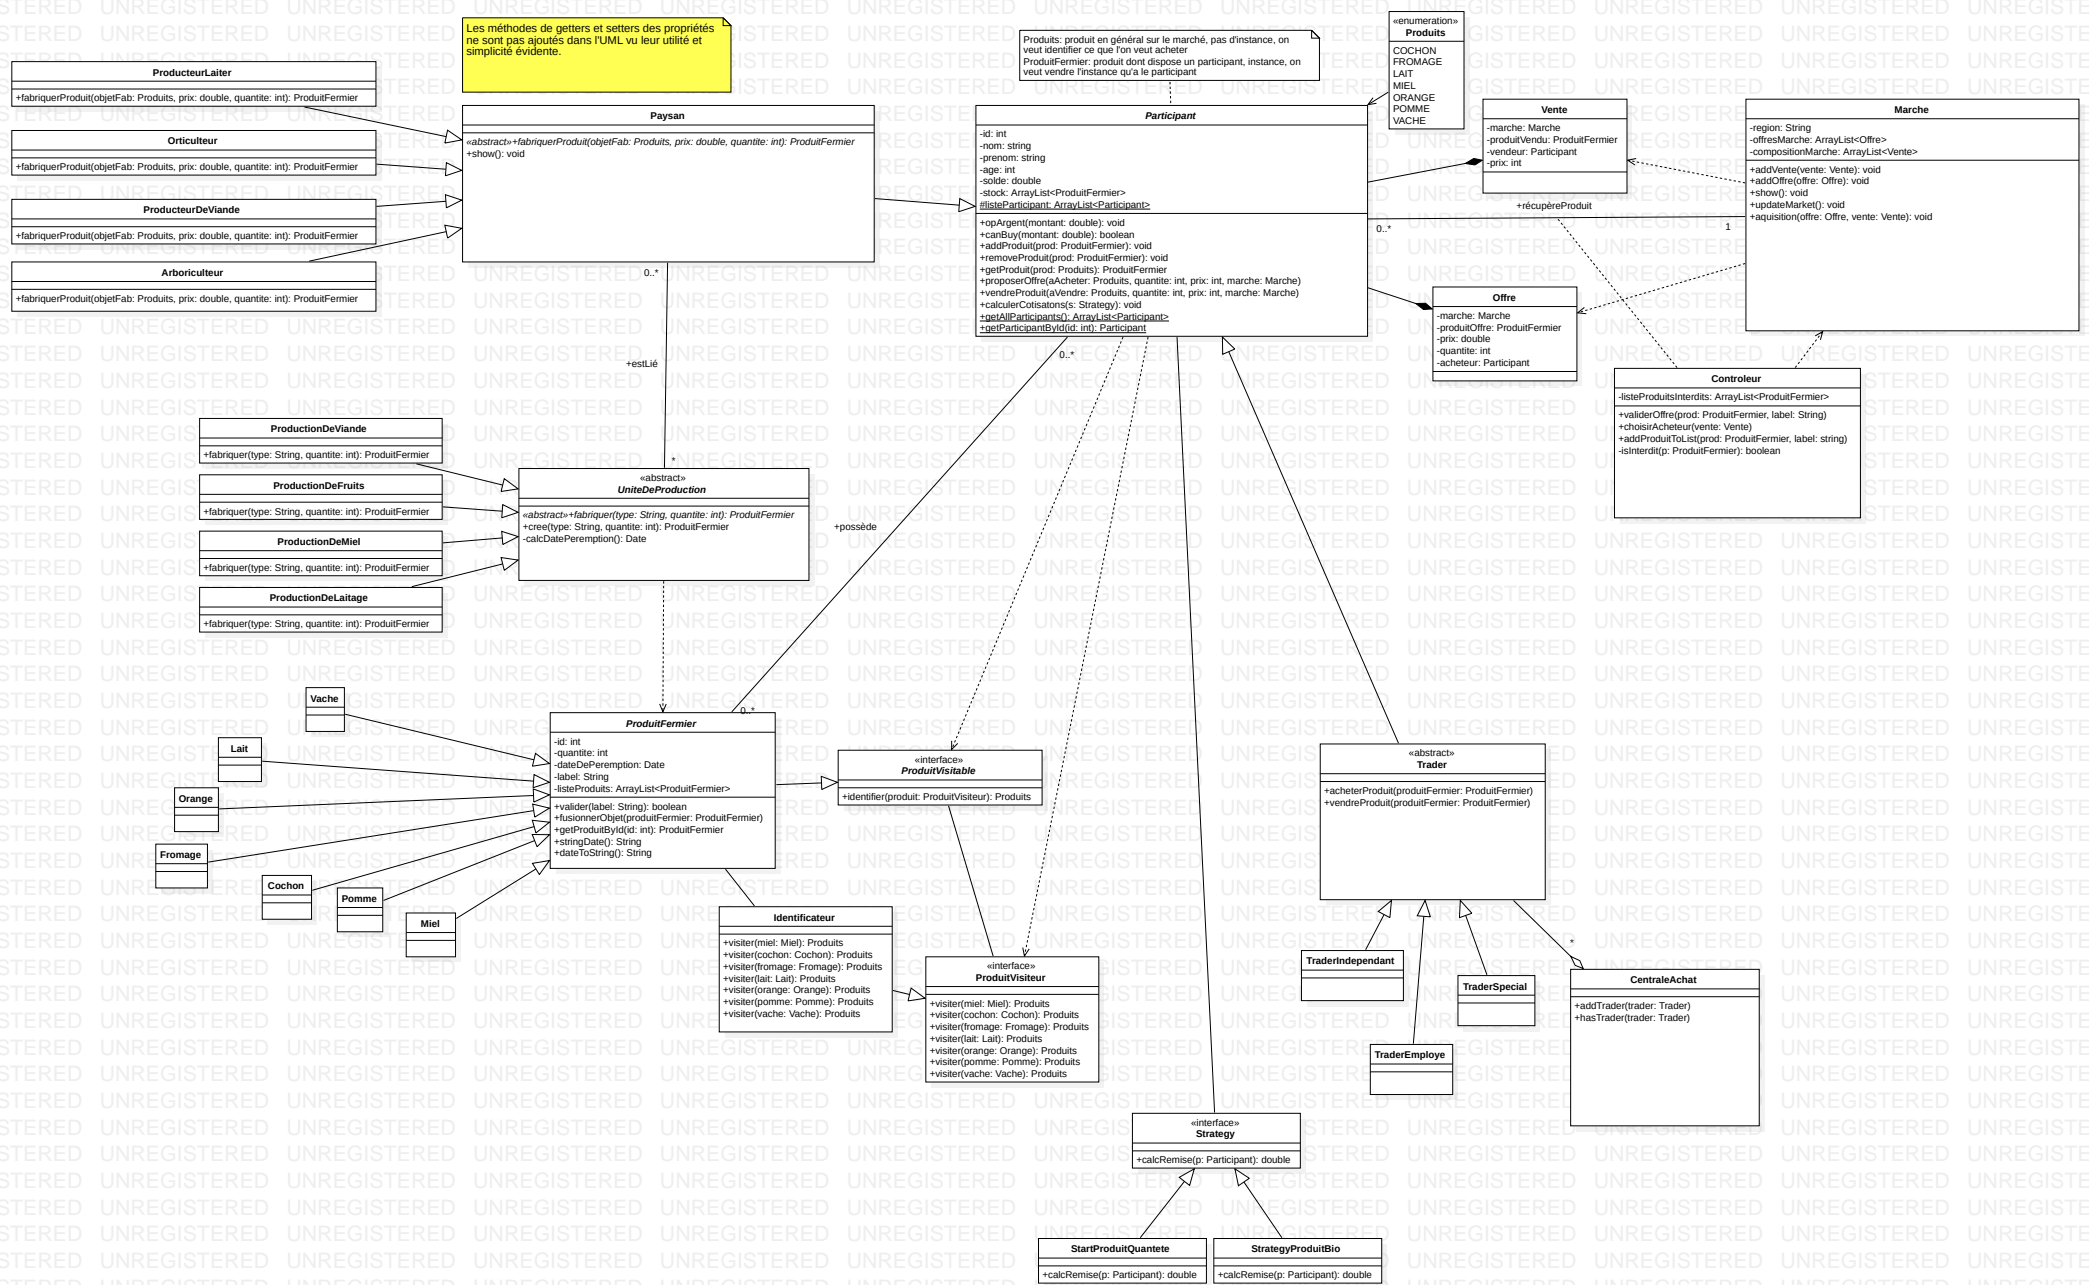 Les méthodes de getters et setters des propriétés
ne sont pas ajoutés dans l'UML vu leur utilité et
simplicité évidente.
Produits: produit en général sur le marché, pas d'instance, on
veut identifier ce que l'on veut acheter
ProduitFermier: produit dont dispose un participant, instance, on
veut vendre l'instance qu'a le participant
«enumeration»
Produits
COCHON
FROMAGE
LAIT
MIEL
ORANGE
POMME
VACHE
ProducteurLaiter
+fabriquerProduit(objetFab: Produits, prix: double, quantite: int): ProduitFermier
Orticulteur
+fabriquerProduit(objetFab: Produits, prix: double, quantite: int): ProduitFermier
ProducteurDeViande
+fabriquerProduit(objetFab: Produits, prix: double, quantite: int): ProduitFermier
Arboriculteur
+fabriquerProduit(objetFab: Produits, prix: double, quantite: int): ProduitFermier
Paysan
«abstract»+fabriquerProduit(objetFab: Produits, prix: double, quantite: int): ProduitFermier
+show(): void
Participant
-id: int
-nom: string
-prenom: string
-age: int
-solde: double
-stock: ArrayList<ProduitFermier>
#listeParticipant: ArrayList<Participant>
+opArgent(montant: double): void
+canBuy(montant: double): boolean
+addProduit(prod: ProduitFermier): void
+removeProduit(prod: ProduitFermier): void
+getProduit(prod: Produits): ProduitFermier
+proposerOffre(aAcheter: Produits, quantite: int, prix: int, marche: Marche)
+vendreProduit(aVendre: Produits, quantite: int, prix: int, marche: Marche)
+calculerCotisatons(s: Strategy): void
+getAllParticipants(): ArrayList<Participant>
+getParticipantById(id: int): Participant
Vente
-marche: Marche
-produitVendu: ProduitFermier
-vendeur: Participant
-prix: int
Marche
-region: String
-offresMarche: ArrayList<Offre>
-compositionMarche: ArrayList<Vente>
+addVente(vente: Vente): void
+addOffre(offre: Offre): void
+show(): void
+updateMarket(): void
+aquisition(offre: Offre, vente: Vente): void
+récupèreProduit
0..*
1
Offre
-marche: Marche
-produitOffre: ProduitFermier
-prix: double
-quantite: int
-acheteur: Participant
Controleur
-listeProduitsInterdits: ArrayList<ProduitFermier>
+validerOffre(prod: ProduitFermier, label: String)
+choisirAcheteur(vente: Vente)
+addProduitToList(prod: ProduitFermier, label: string)
-isInterdit(p: ProduitFermier): boolean
0..*
+estLié
*
0..*
+possède
0..*
ProductionDeViande
+fabriquer(type: String, quantite: int): ProduitFermier
ProductionDeFruits
+fabriquer(type: String, quantite: int): ProduitFermier
ProductionDeMiel
+fabriquer(type: String, quantite: int): ProduitFermier
ProductionDeLaitage
+fabriquer(type: String, quantite: int): ProduitFermier
«abstract»
UniteDeProduction
«abstract»+fabriquer(type: String, quantite: int): ProduitFermier
+cree(type: String, quantite: int): ProduitFermier
-calcDatePeremption(): Date
Vache
Lait
Orange
Fromage
Cochon
Pomme
Miel
ProduitFermier
-id: int
-quantite: int
-dateDePeremption: Date
-label: String
-listeProduits: ArrayList<ProduitFermier>
+valider(label: String): boolean
+fusionnerObjet(produitFermier: ProduitFermier)
+getProduitById(id: int): ProduitFermier
+stringDate(): String
+dateToString(): String
«interface»
ProduitVisitable
+identifier(produit: ProduitVisiteur): Produits
Identificateur
+visiter(miel: Miel): Produits
+visiter(cochon: Cochon): Produits
+visiter(fromage: Fromage): Produits
+visiter(lait: Lait): Produits
+visiter(orange: Orange): Produits
+visiter(pomme: Pomme): Produits
+visiter(vache: Vache): Produits
«interface»
ProduitVisiteur
+visiter(miel: Miel): Produits
+visiter(cochon: Cochon): Produits
+visiter(fromage: Fromage): Produits
+visiter(lait: Lait): Produits
+visiter(orange: Orange): Produits
+visiter(pomme: Pomme): Produits
+visiter(vache: Vache): Produits
«abstract»
Trader
+acheterProduit(produitFermier: ProduitFermier)
+vendreProduit(produitFermier: ProduitFermier)
TraderIndependant
TraderSpecial
TraderEmploye
*
CentraleAchat
+addTrader(trader: Trader)
+hasTrader(trader: Trader)
«interface»
Strategy
+calcRemise(p: Participant): double
StartProduitQuantete
+calcRemise(p: Participant): double
StrategyProduitBio
+calcRemise(p: Participant): double
UNREGISTERED